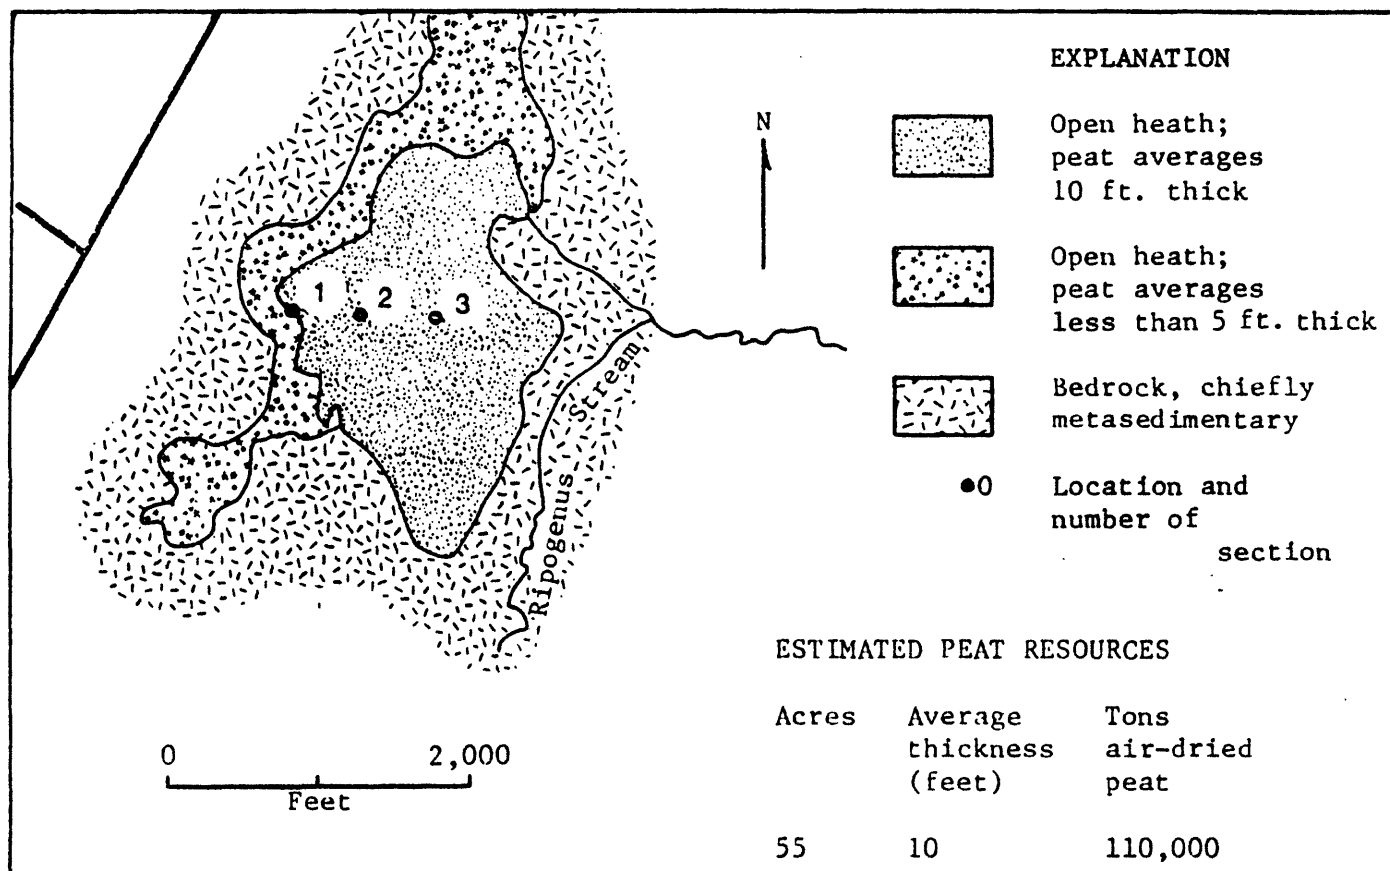 EXPLANATION
Open heath;
peat averages
10 ft. thick
Open heath;
peat averages
less than 5 ft. thick
Bedrock, chiefly
metasedimentary
●0 Location and
number of
section
N
1 2 3
Ripogenus Stream
0 2,000
Feet
ESTIMATED PEAT RESOURCES
Acres Average Tons
thickness air-dried
(feet) peat
55 10 110,000